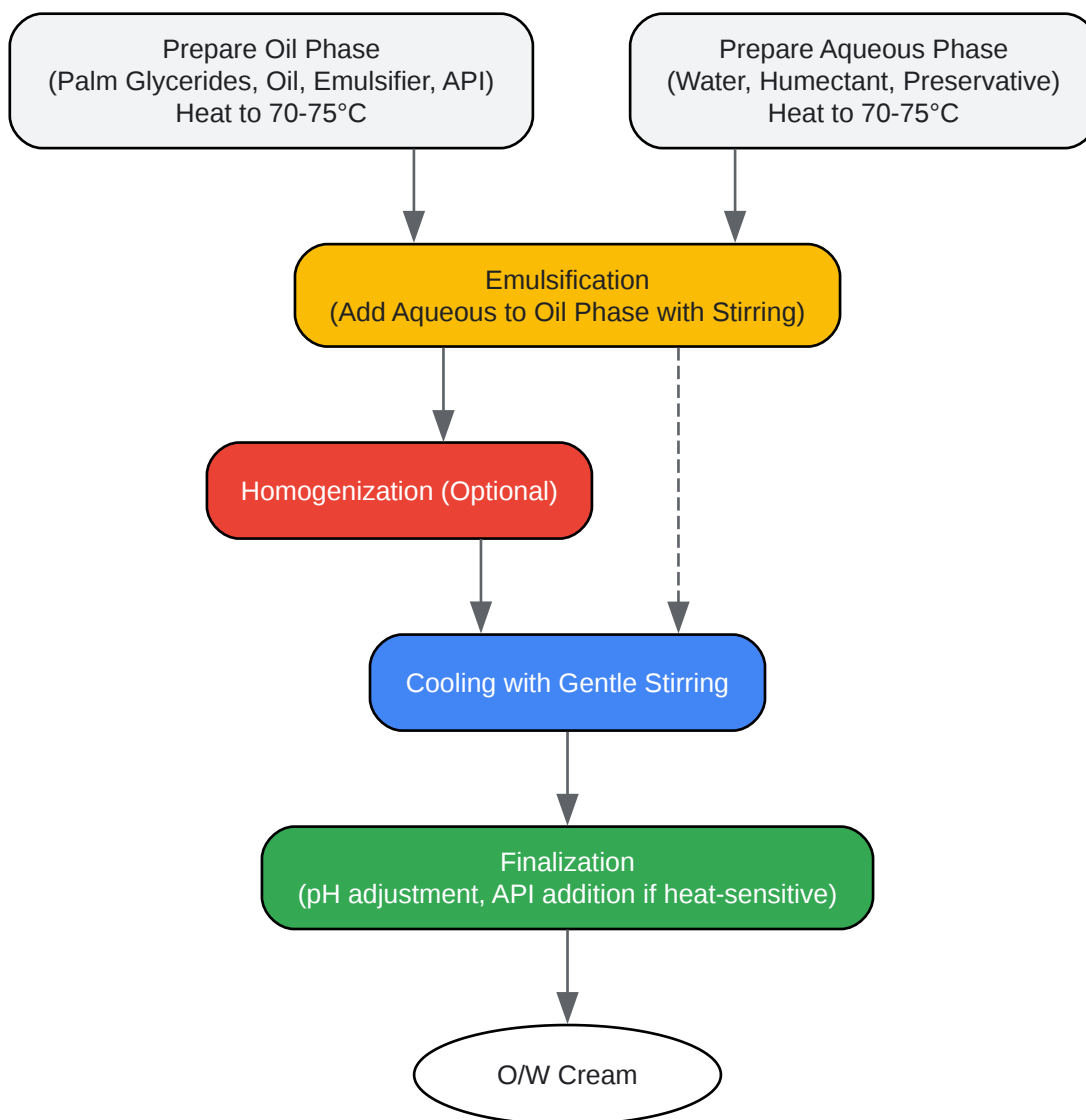 Prepare Oil Phase
(Palm Glycerides, Oil, Emulsifier, API)
Heat to 70-75°C
Prepare Aqueous Phase
(Water, Humectant, Preservative)
Heat to 70-75°C
Emulsification
(Add Aqueous to Oil Phase with Stirring)
Homogenization (Optional)
Cooling with Gentle Stirring
Finalization
(pH adjustment, API addition if heat-sensitive)
O/W Cream